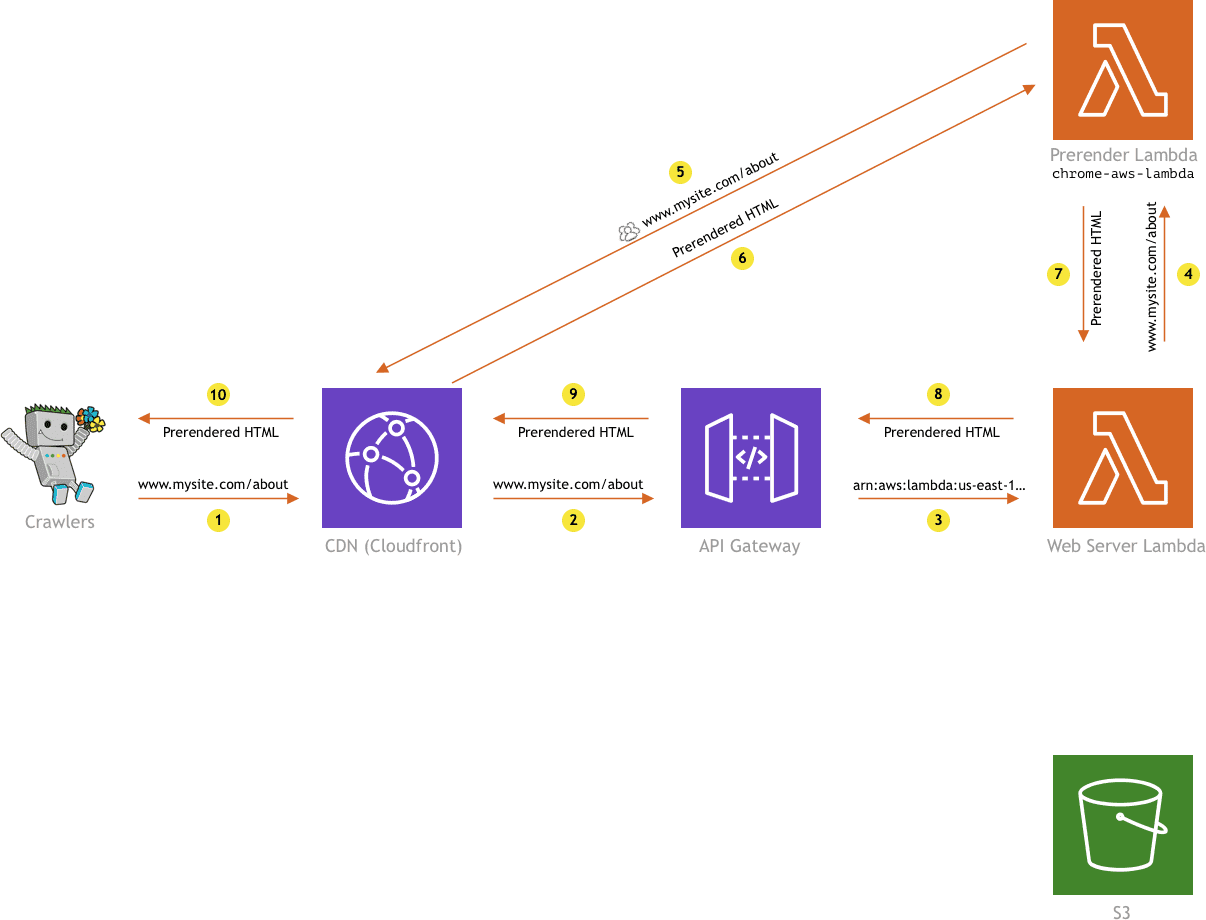 Prerender Lambda
chrome-aws-lambda
5
www.mysite.com/about
Prerendered HTML
6
7
Prerendered HTML
www.mysite.com/about
4
10
Prerendered HTML
www.mysite.com/about
1
Crawlers
CDN (Cloudfront)
9
Prerendered HTML
www.mysite.com/about
2
API Gateway
8
Prerendered HTML
arn:aws:lambda:us-east-1...
3
Web Server Lambda
S3